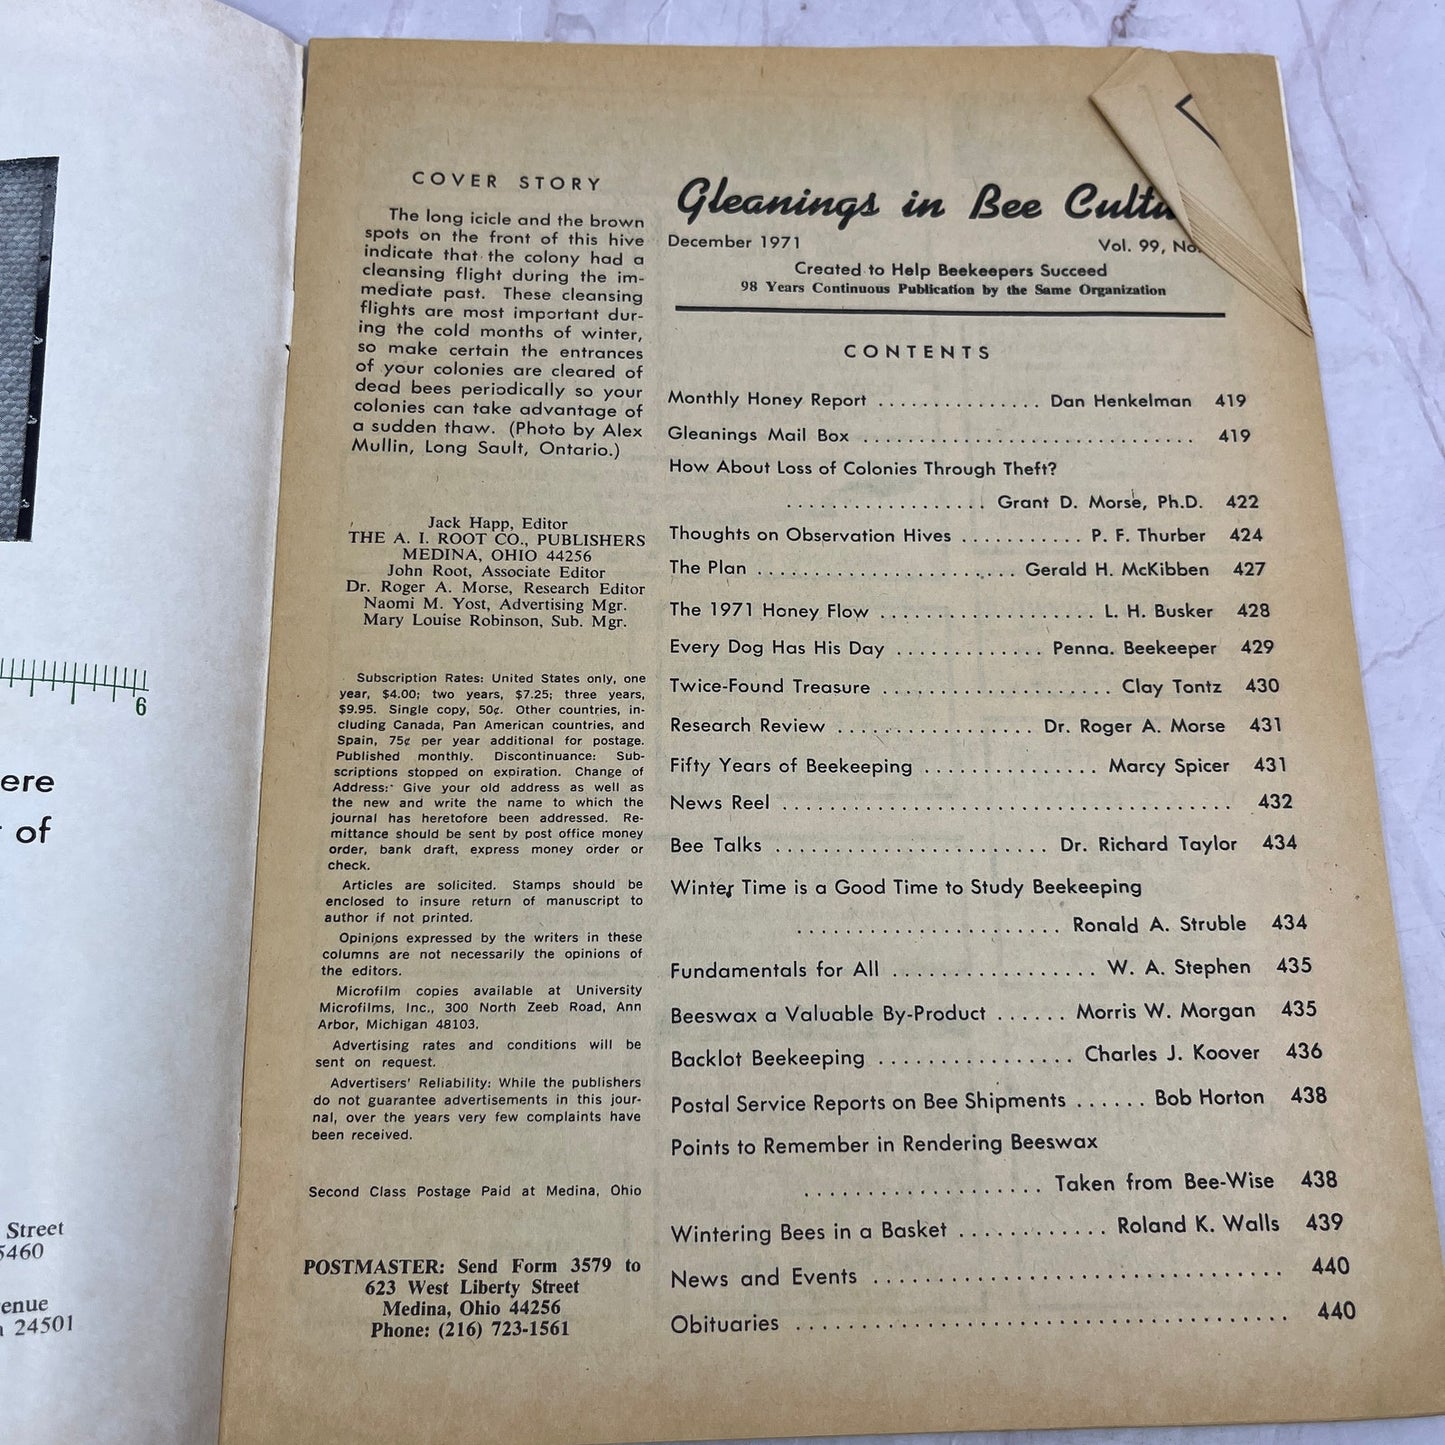 6
ere
of
Street
5460
enue
24501
COVER STORY
The long icicle and the brown
spots on the front of this hive
indicate that the colony had a
cleansing flight during the im-
mediate past. These cleansing
flights are most important dur-
ing the cold months of winter,
so make certain the entrances
of your colonies are cleared of
dead bees periodically so your
colonies can take advantage of
a sudden thaw. (Photo by Alex
Mullin, Long Sault, Ontario.)
Jack Happ, Editor
THE A. I. ROOT CO., PUBLISHERS
MEDINA, OHIO 44256
John Root, Associate Editor
Dr. Roger A. Morse, Research Editor
Naomi M. Yost, Advertising Mgr.
Mary Louise Robinson, Sub. Mgr.
Subscription Rates: United States only, one
year, $4.00; two years, $7.25; three years,
$9.95. Single copy, 50¢. Other countries, in-
cluding Canada, Pan American countries, and
Spain, 75¢ per year additional for postage.
Published monthly. Discontinuance: Sub-
scriptions stopped on expiration. Change of
Address: Give your old address as well as
the new and write the name to which the
journal has heretofore been addressed. Re-
mittance should be sent by post office money
order, bank draft, express money order or
check.
Articles are solicited. Stamps should be
enclosed to insure return of manuscript to
author if not printed.
Opinions expressed by the writers in these
columns are not necessarily the opinions of
the editors.
Microfilm copies available at University
Microfilms, Inc., 300 North Zeeb Road, Ann
Arbor, Michigan 48103.
Advertising rates and conditions will be
sent on request.
Advertisers' Reliability: While the publishers
do not guarantee advertisements in this jour-
nal, over the years very few complaints have
been received.
Second Class Postage Paid at Medina, Ohio
POSTMASTER: Send Form 3579 to
623 West Liberty Street
Medina, Ohio 44256
Phone: (216) 723-1561
Gleanings in Bee Cultu
December 1971 Vol. 99, No.
Created to Help Beekeepers Succeed
98 Years Continuous Publication by the Same Organization
CONTENTS
Monthly Honey Report . . . . . . . . . . . . . . . Dan Henkelman 419
Gleanings Mail Box . . . . . . . . . . . . . . . . . . . . . . . . . . . . . . 419
How About Loss of Colonies Through Theft?
. . . . . . . . . . . . . . . . . . Grant D. Morse, Ph.D. 422
Thoughts on Observation Hives . . . . . . . . . . . P. F. Thurber 424
The Plan . . . . . . . . . . . . . . . . . . . . . . . . Gerald H. McKibben 427
The 1971 Honey Flow . . . . . . . . . . . . . . . . . . . . L. H. Busker 428
Every Dog Has His Day . . . . . . . . . . . . . Penna. Beekeeper 429
Twice-Found Treasure . . . . . . . . . . . . . . . . . . . . . Clay Tontz 430
Research Review . . . . . . . . . . . . . . . . . . Dr. Roger A. Morse 431
Fifty Years of Beekeeping . . . . . . . . . . . . . . . . Marcy Spicer 431
News Reel . . . . . . . . . . . . . . . . . . . . . . . . . . . . . . . . . . . . . . . . . 432
Bee Talks . . . . . . . . . . . . . . . . . . . . . . . . . Dr. Richard Taylor 434
Winter Time is a Good Time to Study Beekeeping
. . . . . . . . . . . . . . . . . . . . . . . . Ronald A. Struble 434
Fundamentals for All . . . . . . . . . . . . . . . . . . . W. A. Stephen 435
Beeswax a Valuable By-Product . . . . . . Morris W. Morgan 435
Backlot Beekeeping . . . . . . . . . . . . . . . . . . Charles J. Koover 436
Postal Service Reports on Bee Shipments . . . . . . Bob Horton 438
Points to Remember in Rendering Beeswax
. . . . . . . . . . . . . . . . . . . . . . Taken from Bee-Wise 438
Wintering Bees in a Basket . . . . . . . . . . . . . Roland K. Walls 439
News and Events . . . . . . . . . . . . . . . . . . . . . . . . . . . . . . . . . . . . . 440
Obituaries . . . . . . . . . . . . . . . . . . . . . . . . . . . . . . . . . . . . . . . . . . . 440